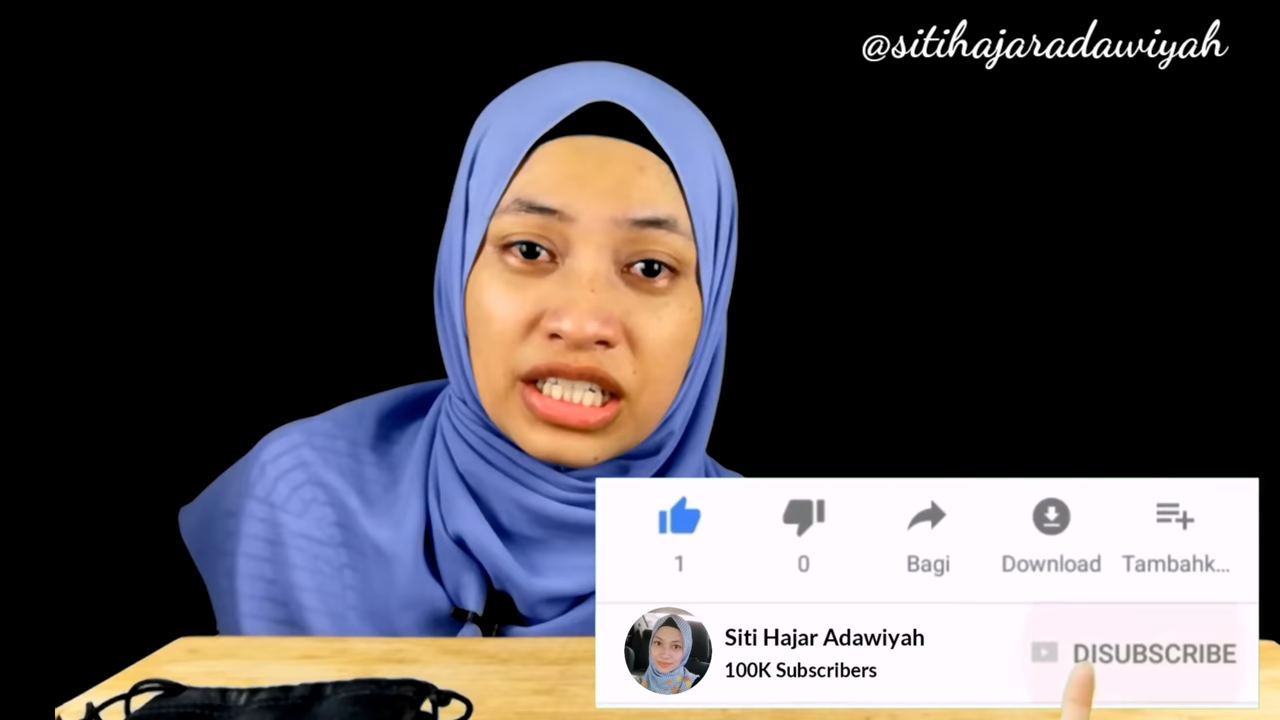 @sitihajaradawiyah
1 0 Bagi Download Tambahk...
Siti Hajar Adawiyah
100K Subscribers
DISUBSCRIBE